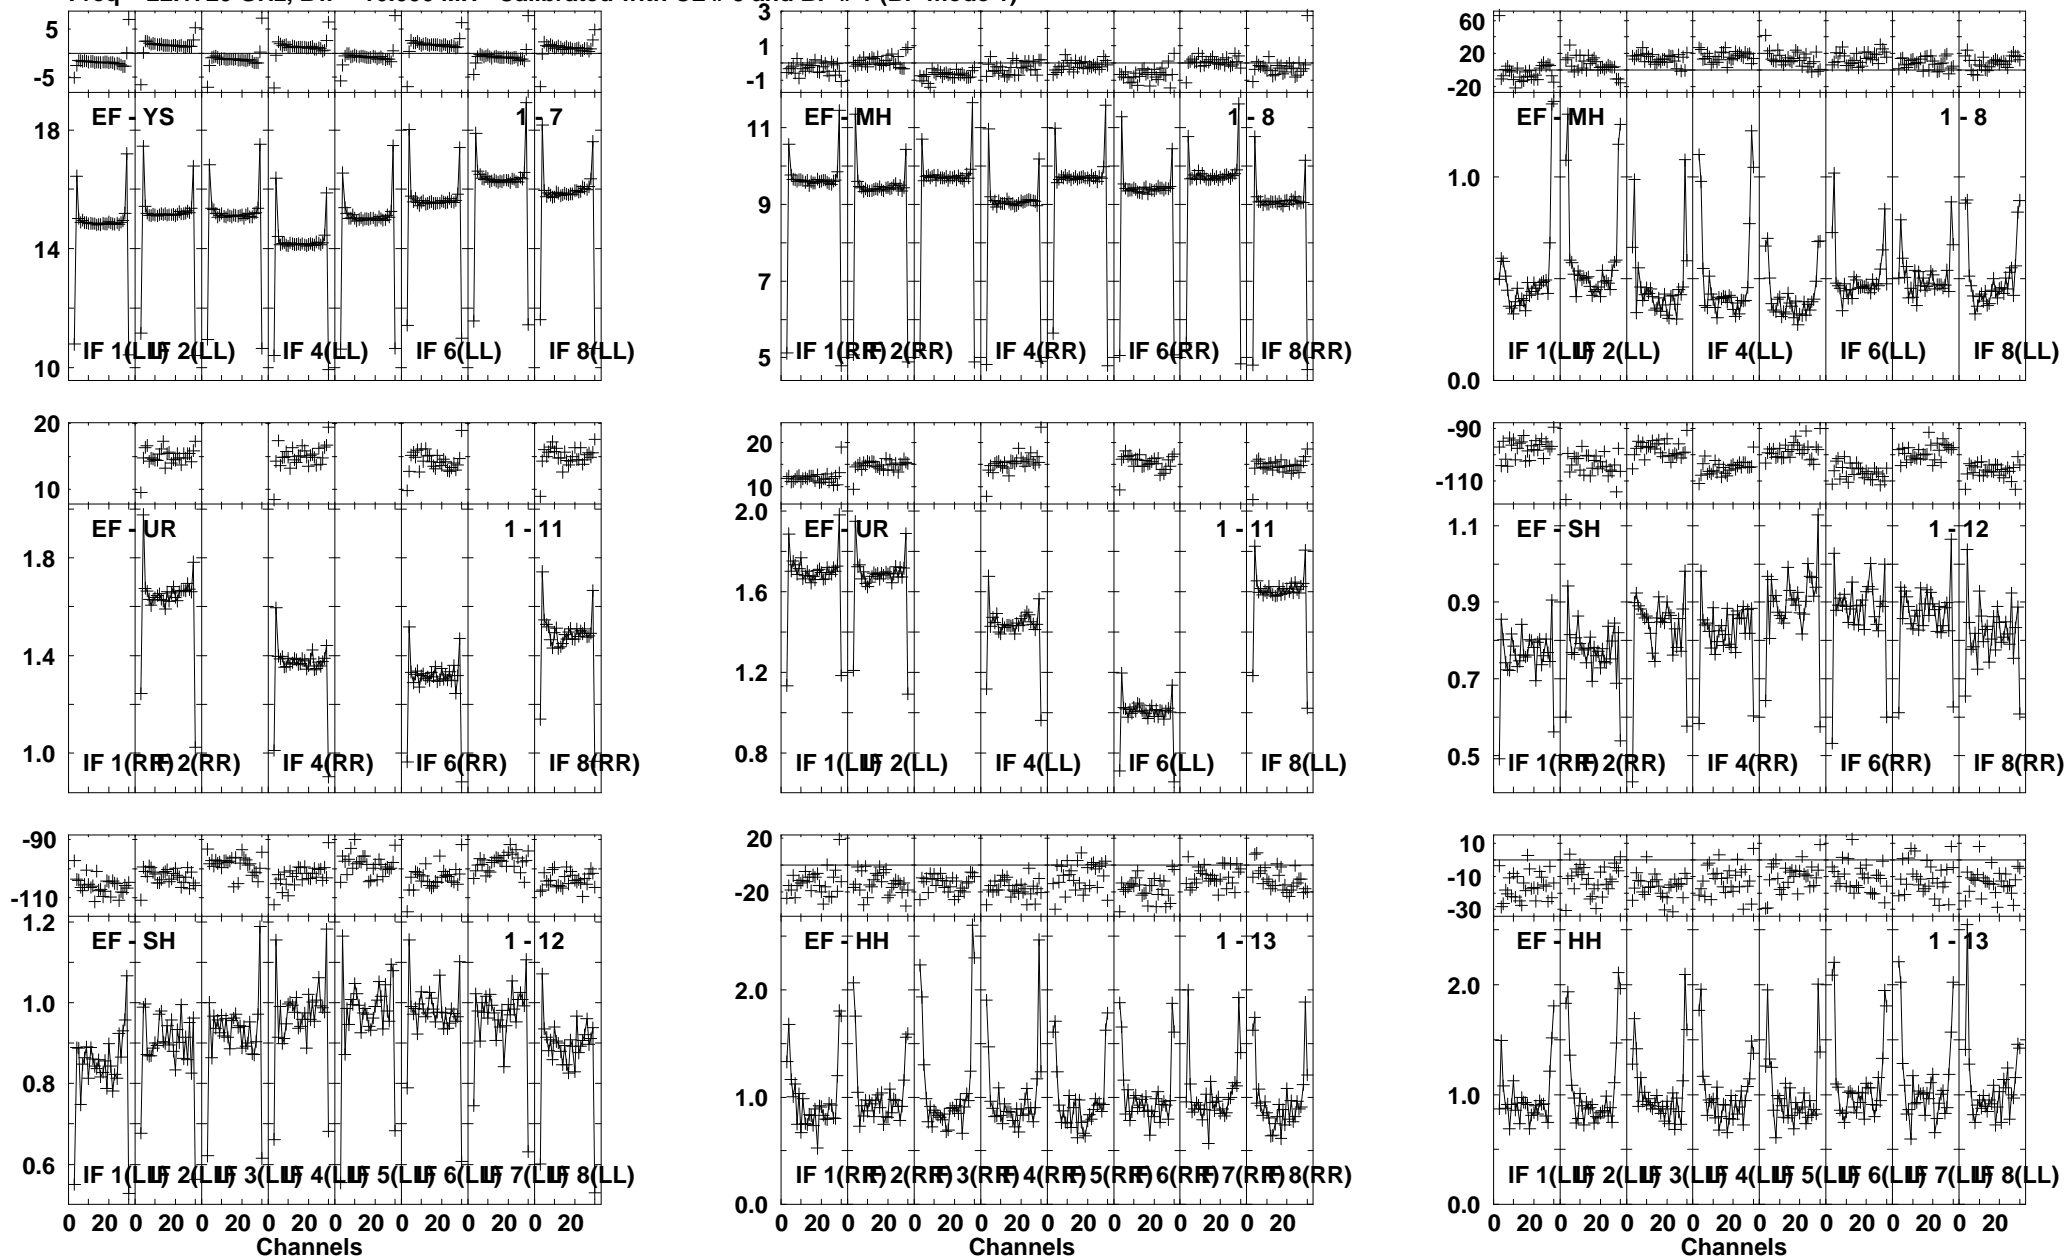 5
-5
EF - YS
1 - 7
18
14
10
IF 1(LL)
IF 2(LL)
IF 4(LL)
IF 6(LL)
IF 8(LL)
3
1
-1
EF - MH
1 - 8
11
9
7
5
IF 1(RR)
IF 2(RR)
IF 4(RR)
IF 6(RR)
IF 8(RR)
60
20
-20
EF - MH
1 - 8
1.0
0.0
IF 1(LL)
IF 2(LL)
IF 4(LL)
IF 6(LL)
IF 8(LL)
20
10
EF - UR
1 - 11
1.8
1.4
1.0
IF 1(RR)
IF 2(RR)
IF 4(RR)
IF 6(RR)
IF 8(RR)
20
10
EF - UR
1 - 11
2.0
1.6
1.2
0.8
IF 1(LL)
IF 2(LL)
IF 4(LL)
IF 6(LL)
IF 8(LL)
-90
-110
EF - SH
1 - 12
1.1
0.9
0.7
0.5
IF 1(RR)
IF 2(RR)
IF 4(RR)
IF 6(RR)
IF 8(RR)
-90
-110
EF - SH
1 - 12
1.2
1.0
0.8
0.6
IF 1(LL)
IF 2(LL)
IF 3(LL)
IF 4(LL)
IF 5(LL)
IF 6(LL)
IF 7(LL)
IF 8(LL)
0 20 0 20 0 20 0 20 0 20 0 20 0 20 0 20
Channels
20
-20
EF - HH
1 - 13
2.0
1.0
0.0
IF 1(RR)
IF 2(RR)
IF 3(RR)
IF 4(RR)
IF 5(RR)
IF 6(RR)
IF 7(RR)
IF 8(RR)
0 20 0 20 0 20 0 20 0 20 0 20 0 20 0 20
Channels
10
-10
-30
EF - HH
1 - 13
2.0
1.0
0.0
IF 1(LL)
IF 2(LL)
IF 3(LL)
IF 4(LL)
IF 5(LL)
IF 6(LL)
IF 7(LL)
IF 8(LL)
0 20 0 20 0 20 0 20 0 20 0 20 0 20 0 20
Channels